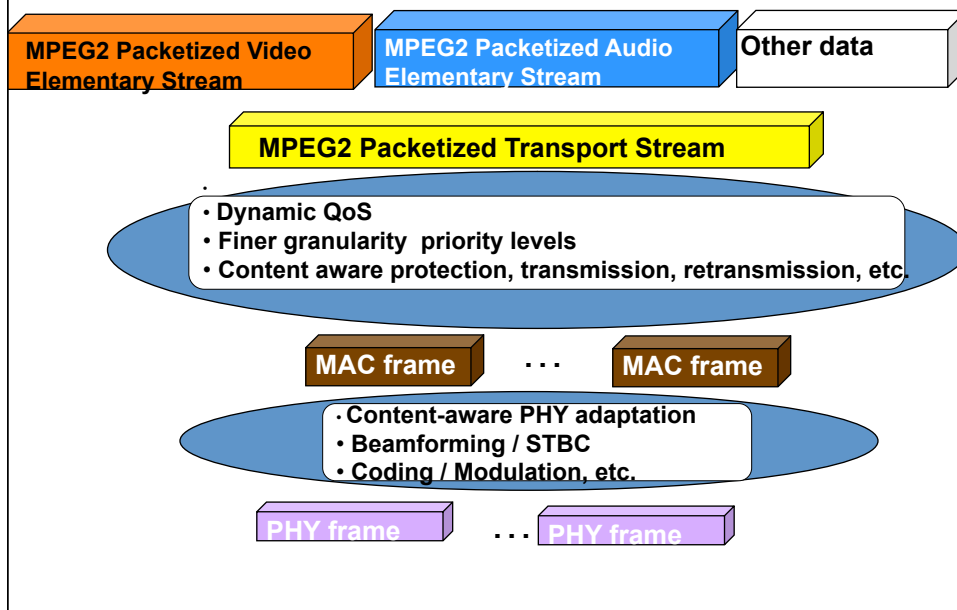 MPEG2 Packetized Video
Elementary Stream
MPEG2 Packetized Audio
Elementary Stream
Other data
MPEG2 Packetized Transport Stream
•
• Dynamic QoS
• Finer granularity priority levels
• Content aware protection, transmission, retransmission, etc.
MAC frame
. . .
MAC frame
• Content-aware PHY adaptation
• Beamforming / STBC
• Coding / Modulation, etc.
PHY frame
. . .
PHY frame